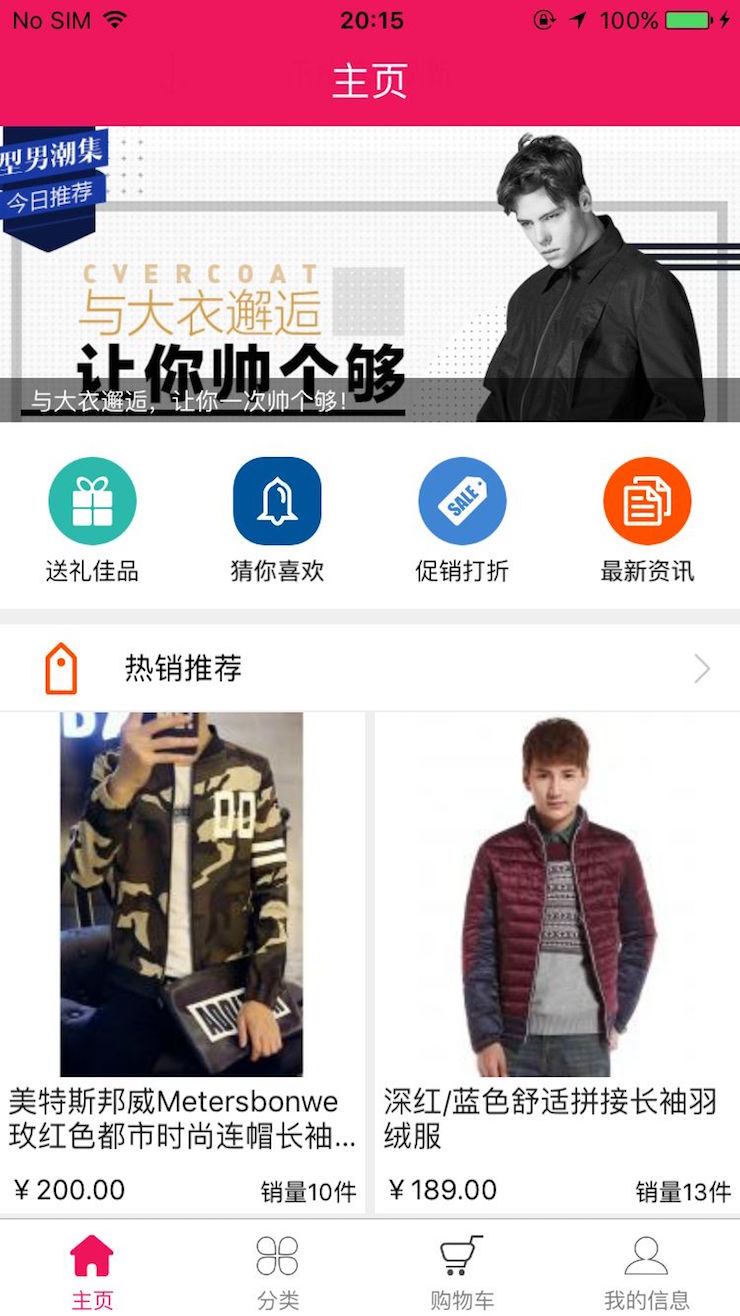 No SIM 20:15 100%
主页
型男潮集
今日推荐
CVERCOAT
与大衣邂逅
让你帅个够
与大衣邂逅，让你一次帅个够！
SALE
送礼佳品 猜你喜欢 促销打折 最新资讯
热销推荐
00
美特斯邦威Metersbonwe
玫红色都市时尚连帽长袖...
￥200.00 销量10件
深红/蓝色舒适拼接长袖羽
绒服
￥189.00 销量13件
主页 分类 购物车 我的信息